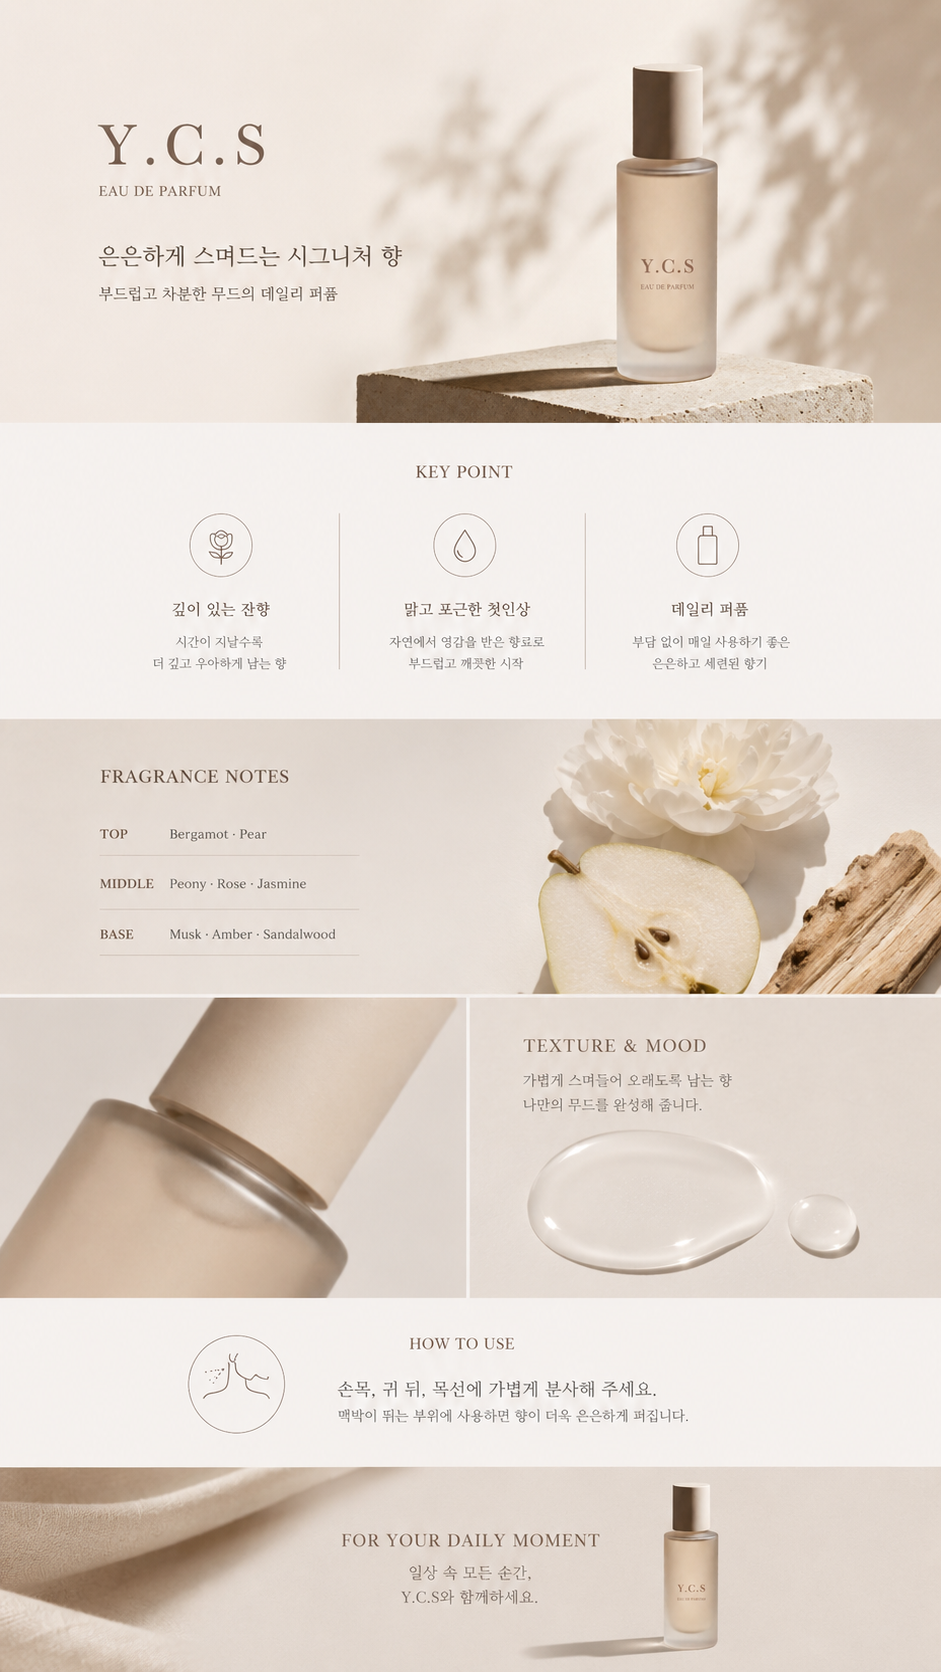 Y.C.S
EAU DE PARFUM
은은하게 스며드는 시그니처 향
부드럽고 차분한 무드의 데일리 퍼퓸
Y.C.S
EAU DE PARFUM
KEY POINT
깊이 있는 잔향
시간이 지날수록
더 깊고 우아하게 남는 향
맑고 포근한 첫인상
자연에서 영감을 받은 향료로
부드럽고 깨끗한 시작
데일리 퍼품
부담 없이 매일 사용하기 좋은
은은하고 세련된 향기
FRAGRANCE NOTES
TOP Bergamot · Pear
MIDDLE Peony · Rose · Jasmine
BASE Musk · Amber · Sandalwood
TEXTURE & MOOD
가볍게 스며들어 오래도록 남는 향
나만의 무드를 완성해 줍니다.
HOW TO USE
손목, 귀 뒤, 목선에 가볍게 분사해 주세요.
맥박이 뛰는 부위에 사용하면 향이 더욱 은은하게 퍼집니다.
FOR YOUR DAILY MOMENT
일상 속 모든 순간,
Y.C.S와 함께하세요.
Y.C.S
EAU DE PARFUM